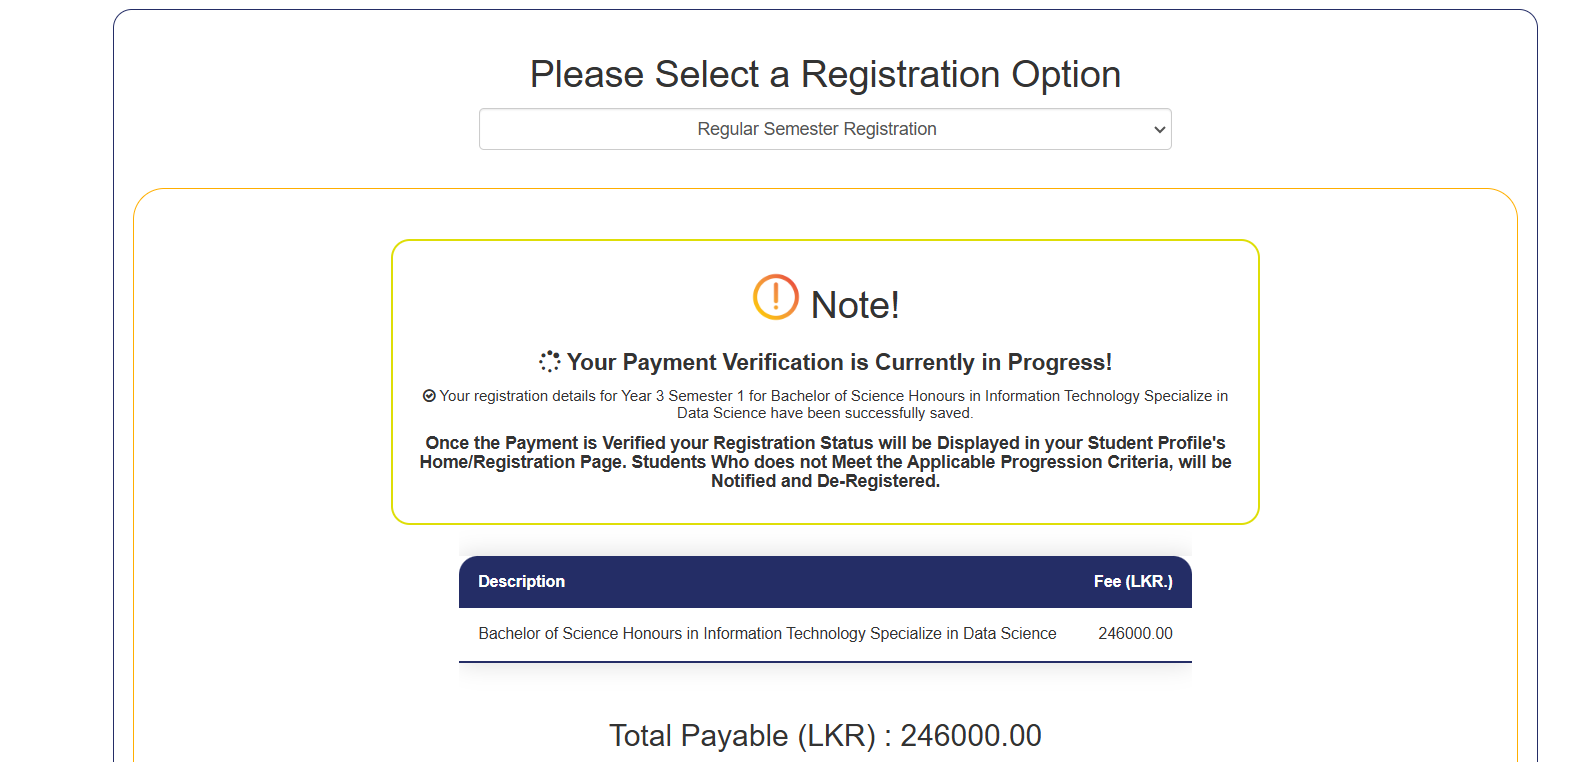 Please Select a Registration Option
Regular Semester Registration
Note!
Your Payment Verification is Currently in Progress!
Your registration details for Year 3 Semester 1 for Bachelor of Science Honours in Information Technology Specialize in
Data Science have been successfully saved.
Once the Payment is Verified your Registration Status will be Displayed in your Student Profile's
Home/Registration Page. Students Who does not Meet the Applicable Progression Criteria, will be
Notified and De-Registered.
Description Fee (LKR.)
Bachelor of Science Honours in Information Technology Specialize in Data Science 246000.00
Total Payable (LKR) : 246000.00